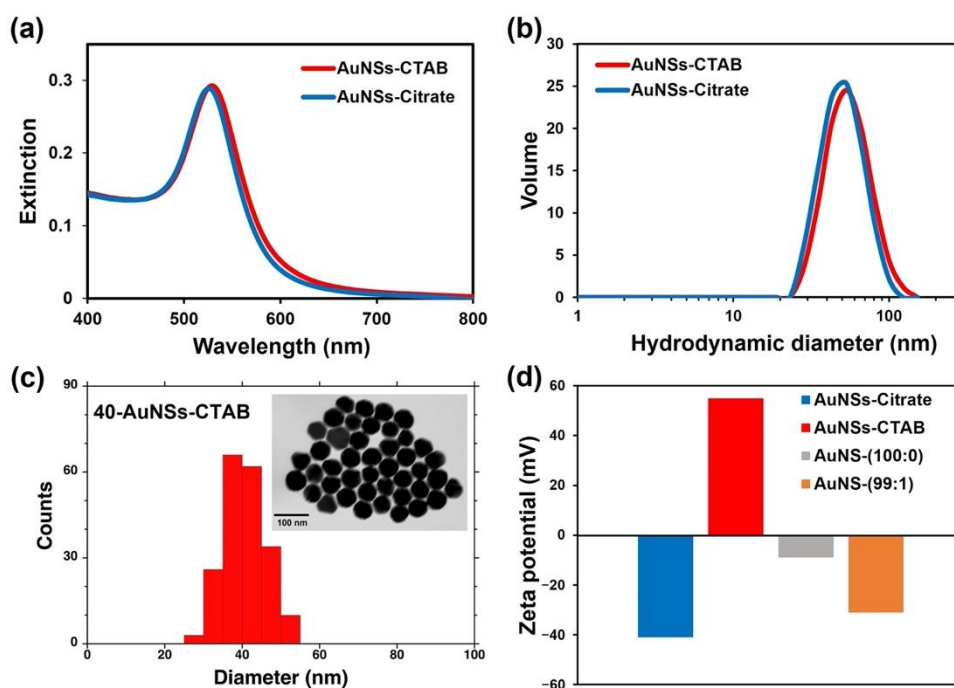 (a)
AuNSs-CTAB
AuNSs-Citrate
Extinction
0.3
0.2
0.1
0
400 500 600 700 800
Wavelength (nm)
(b)
AuNSs-CTAB
AuNSs-Citrate
Volume
30
25
20
15
10
5
0
1 10 100
Hydrodynamic diameter (nm)
(c)
40-AuNSs-CTAB
100 nm
Counts
90
60
30
0
0 20 40 60 80 100
Diameter (nm)
(d)
AuNSs-Citrate
AuNSs-CTAB
AuNS-(100:0)
AuNS-(99:1)
Zeta potential (mV)
60
40
20
0
−20
−40
−60